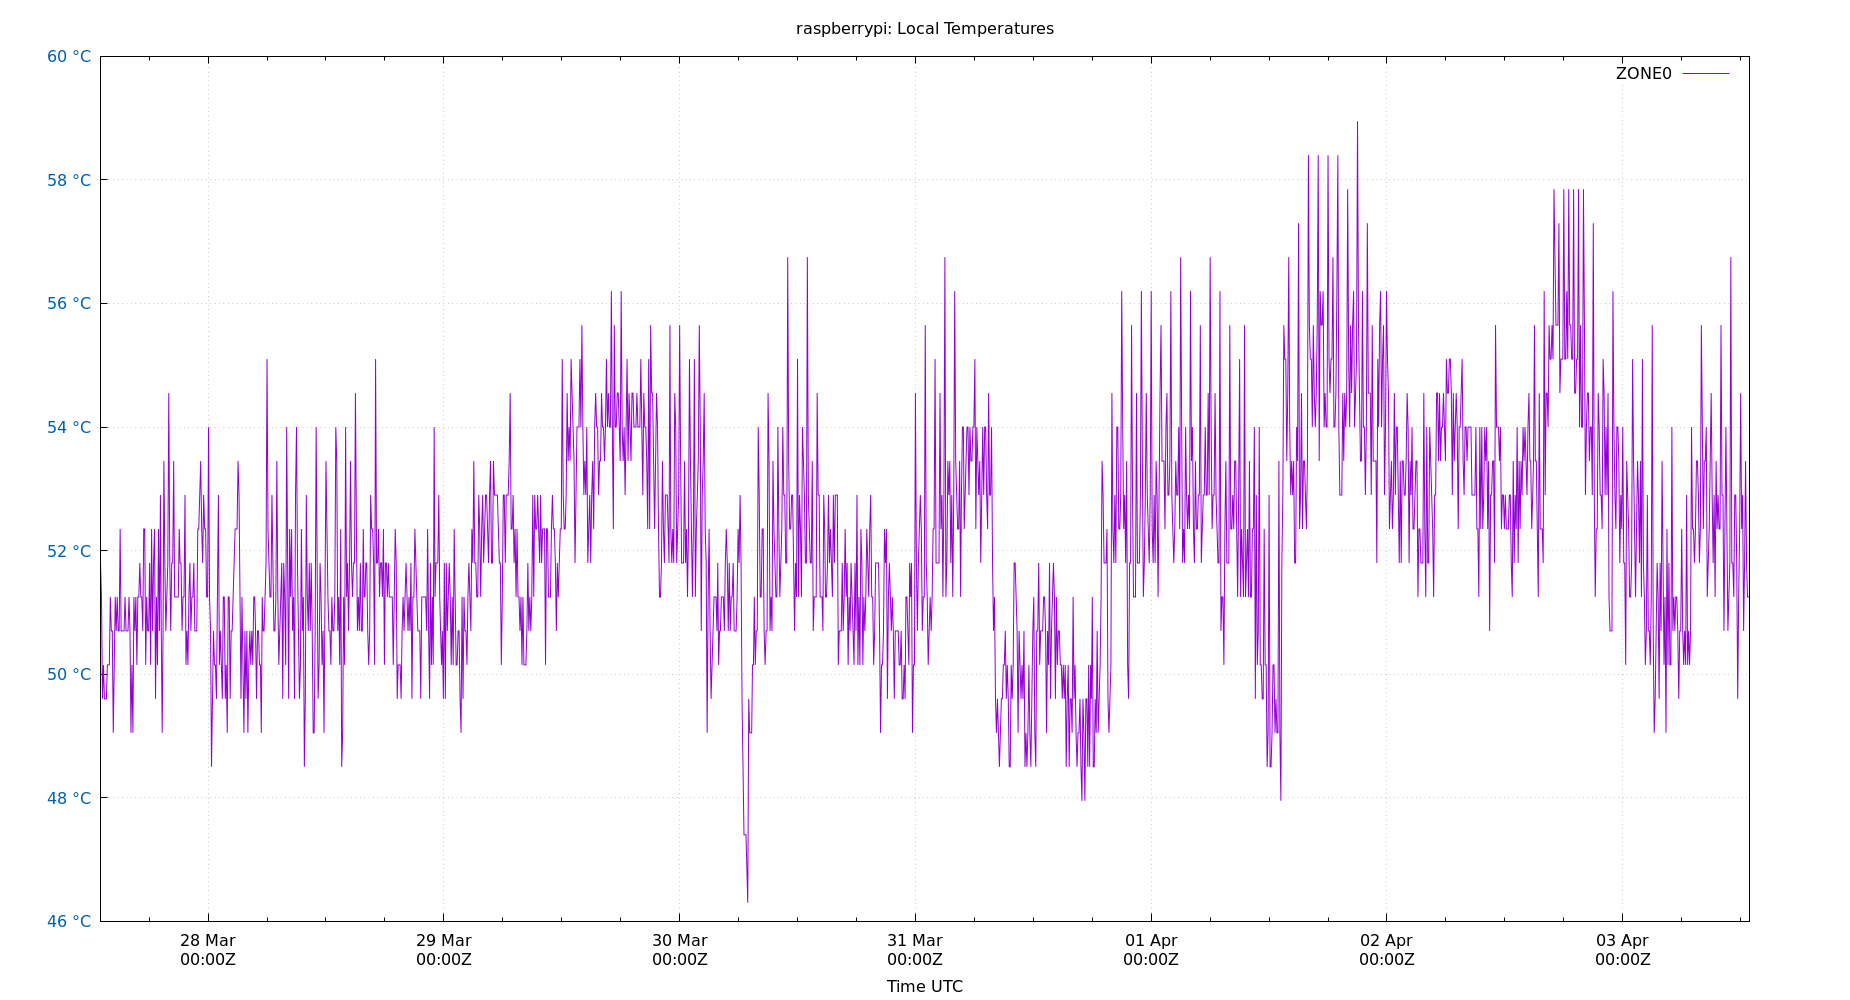 raspberrypi: Local Temperatures
60 °C
ZONE0
58 °C
56 °C
54 °C
52 °C
50 °C
48 °C
46 °C
28 Mar 29 Mar 30 Mar 31 Mar 01 Apr 02 Apr 03 Apr
00:00Z 00:00Z 00:00Z 00:00Z 00:00Z 00:00Z 00:00Z
Time UTC